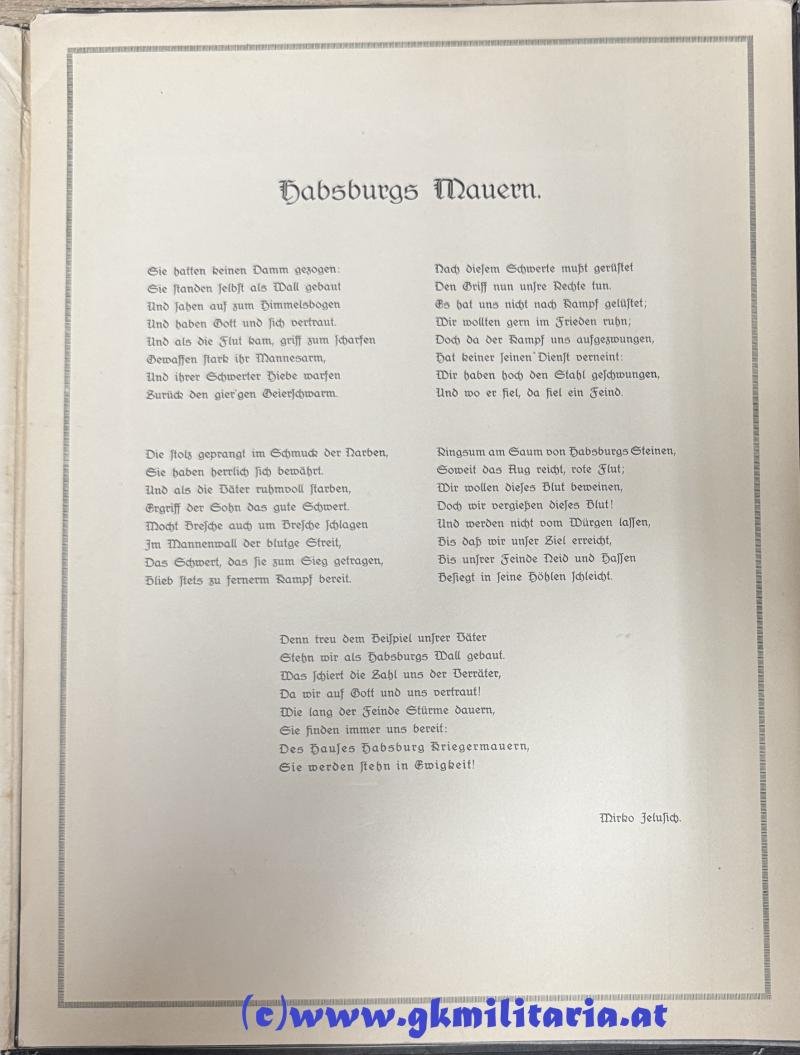 Habsburgs Mauern.
Sie hatten keinen Damm gezogen:
Sie standen selbst als Wall gebaut
Und sahen auf zum Himmelsbogen
Und haben Gott und sich vertraut.
Und als die Flut kam, griff zum scharfen
Gewaffen stark ihr Mannesarm,
Und ihrer Schwerter Hiebe warfen
Zurück den gier'gen Geierschwarm.
Die stolz geprangt im Schmuck der Narben,
Sie haben herrlich sich bewährt.
Und als die Väter ruhmvoll starben,
Ergriff der Sohn das gute Schwert.
Mocht Bresche auch um Bresche schlagen
Im Mannenwall der blutge Streit,
Das Schwert, das sie zum Sieg getragen,
Blieb stets zu fernerm Kampf bereit.
Nach diesem Schwerte mußt gerüstet
Den Griff nun unsre Rechte tun.
Es hat uns nicht nach Kampf gelüstet;
Wir wollten gern im Frieden ruhn;
Doch da der Kampf uns aufgezwungen,
Hat keiner seinen Dienst verneint:
Wir haben hoch den Stahl geschwungen,
Und wo er fiel, da fiel ein Feind.
Ringsum am Saum von Habsburgs Steinen,
Soweit das Aug reicht, rote Flut;
Wir wollen dieses Blut beweinen,
Doch wir vergießen dieses Blut!
Und werden nicht vom Würgen lassen,
Bis daß wir unser Ziel erreicht,
Bis unsrer Feinde Neid und Hassen
Besiegt in seine Höhlen schleicht.
Denn treu dem Beispiel unsrer Väter
Stehn wir als Habsburgs Wall gebaut.
Was schiert die Zahl uns der Verräter,
Da wir auf Gott und uns vertraut!
Wie lang der Feinde Stürme dauern,
Sie finden immer uns bereit:
Des Hauses Habsburg Kriegermauern,
Sie werden stehn in Ewigkeit!
Mirko Jelusich.
(c)www.gkmilitaria.at